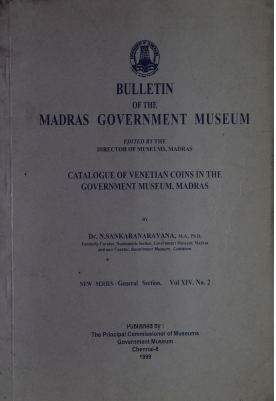 BULLETIN
OF THE
MADRAS GOVERNMENT MUSEUM
EDITED BY THE
DIRECTOR OF MUSEUMS, MADRAS
CATALOGUE OF VENETIAN COINS IN THE
GOVERNMENT MUSEUM, MADRAS
BY
Dr. N.SANKARANARAYANA, M.A., Ph.D.
Formerly Curator, Numismatic Section, Government Museum, Madras
and now Curator, Government Museum, Cuddalore
NEW SERIES - General Section, Vol XIV, No. 2
Published by :
The Principal Commissioner of Museums
Government Museum
Chennai-8